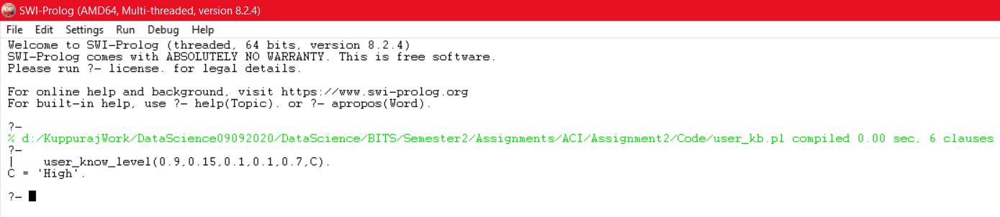 SWI-Prolog (AMD64, Multi-threaded, version 8.2.4)
File Edit Settings Run Debug Help
Welcome to SWI-Prolog (threaded, 64 bits, version 8.2.4)
SWI-Prolog comes with ABSOLUTELY NO WARRANTY. This is free software.
Please run ?- license. for legal details.
For online help and background, visit https://www.swi-prolog.org
For built-in help, use ?- help(Topic). or ?- apropos(Word).
?-
% d:/KuppurajWork/DataScience09092020/DataScience/BITS/Semester2/Assignments/ACI/Assignment2/Code/user_kb.pl compiled 0.00 sec, 6 clauses
?-
| user_know_level(0.9,0.15,0.1,0.1,0.7,C).
C = 'High'.
?-